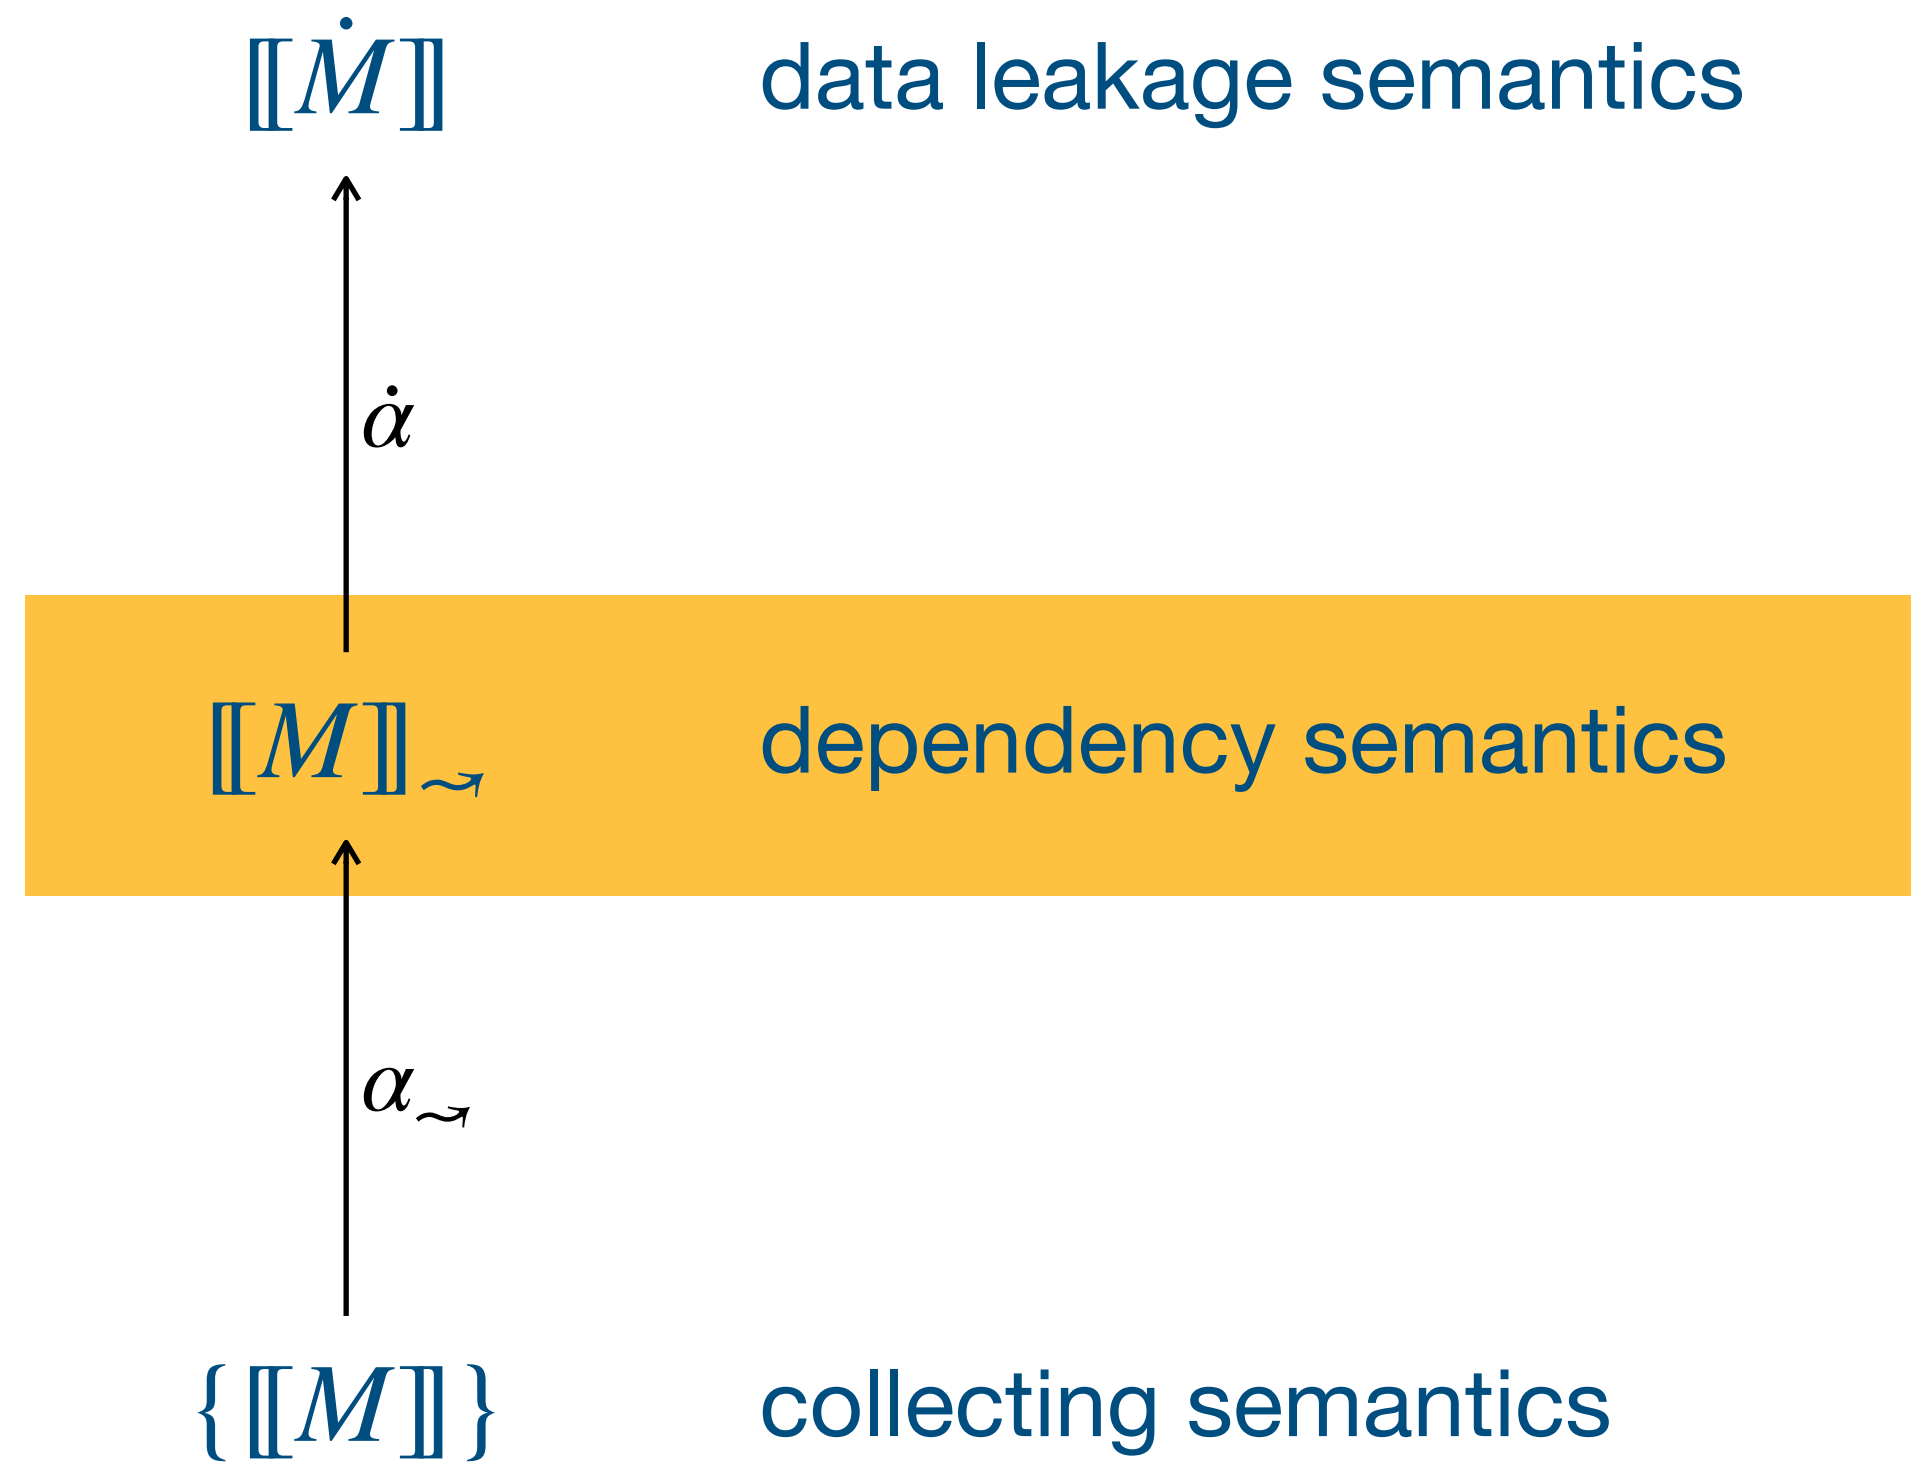 ⟦Ṁ⟧ data leakage semantics
α̇
⟦M⟧⤳ dependency semantics
α⤳
{⟦M⟧} collecting semantics